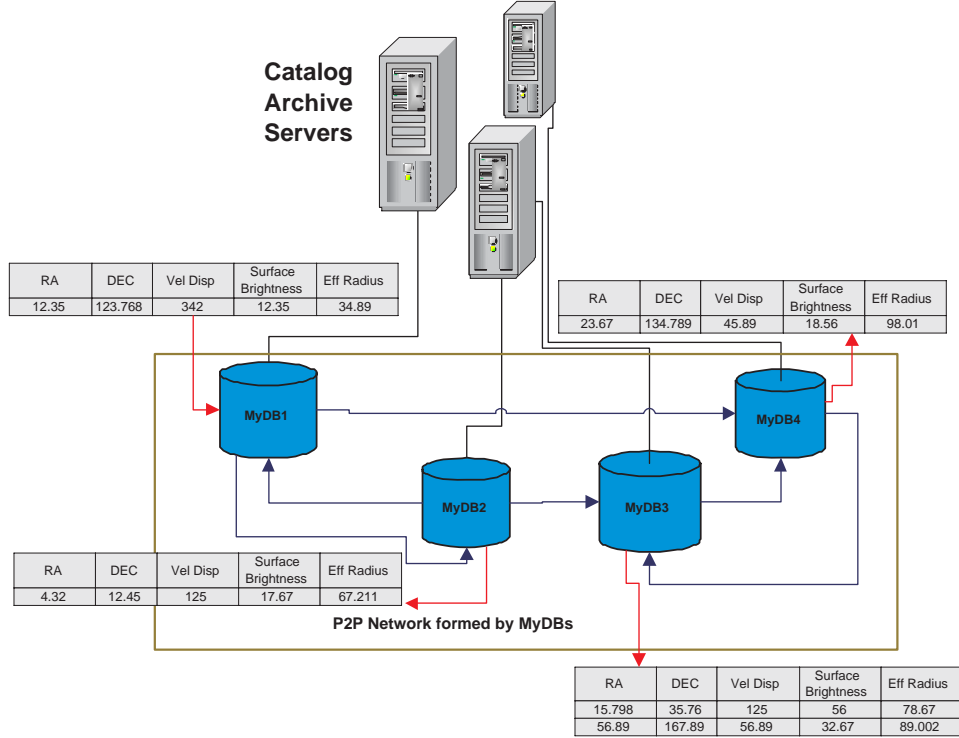 Catalog
Archive
Servers
RA DEC Vel Disp Surface Brightness Eff Radius
12.35 123.768 342 12.35 34.89
RA DEC Vel Disp Surface Brightness Eff Radius
23.67 134.789 45.89 18.56 98.01
MyDB1
MyDB4
MyDB2
MyDB3
RA DEC Vel Disp Surface Brightness Eff Radius
4.32 12.45 125 17.67 67.211
P2P Network formed by MyDBs
RA DEC Vel Disp Surface Brightness Eff Radius
15.798 35.76 125 56 78.67
56.89 167.89 56.89 32.67 89.002